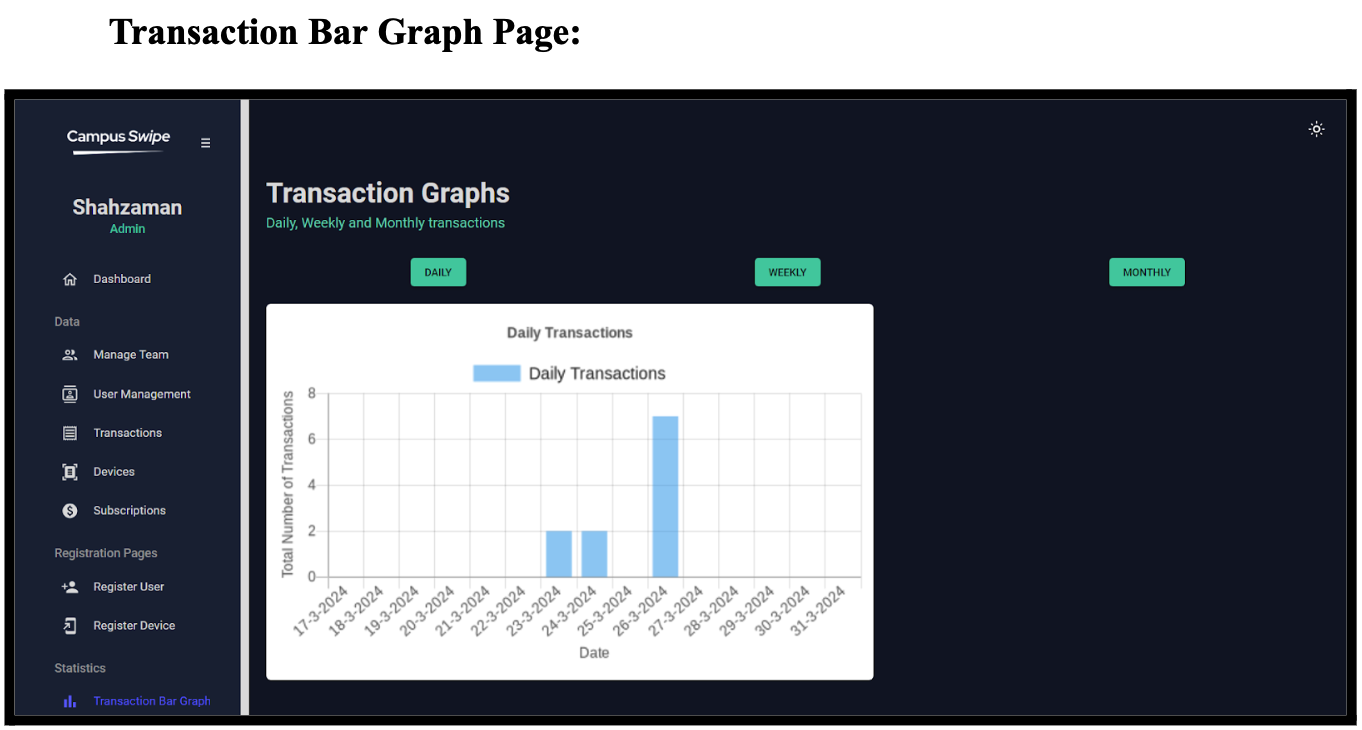 Transaction Bar Graph Page:
Campus Swipe
Shahzaman
Admin
Dashboard
Data
Manage Team
User Management
Transactions
Devices
Subscriptions
Registration Pages
Register User
Register Device
Statistics
Transaction Bar Graph
Transaction Graphs
Daily, Weekly and Monthly transactions
DAILY
WEEKLY
MONTHLY
Daily Transactions
Daily Transactions
Total Number of Transactions
8
6
4
2
0
17-3-2024
18-3-2024
19-3-2024
20-3-2024
21-3-2024
22-3-2024
23-3-2024
24-3-2024
25-3-2024
26-3-2024
27-3-2024
28-3-2024
29-3-2024
30-3-2024
31-3-2024
Date